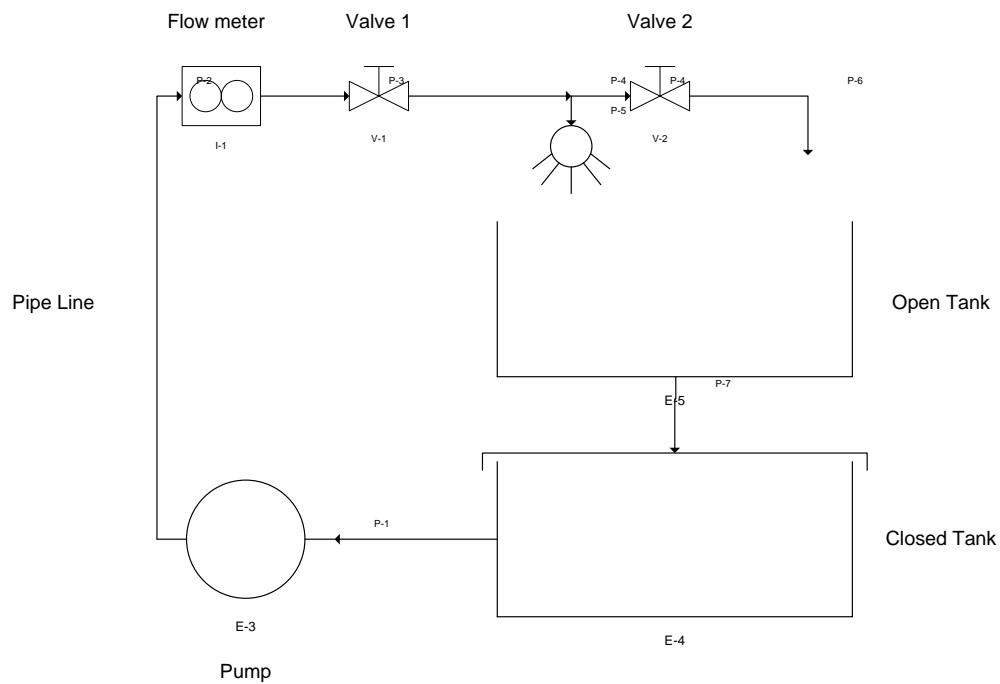 Flow meter
Valve 1
Valve 2
P-2
P-3
P-4
P-4
P-6
P-5
I-1
V-1
V-2
Pipe Line
Open Tank
P-7
E-5
P-1
Closed Tank
E-3
E-4
Pump